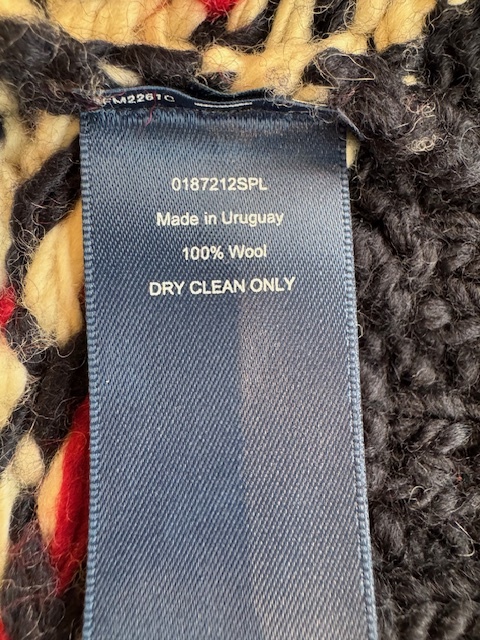 0187212SPL
Made in Uruguay
100% Wool
DRY CLEAN ONLY